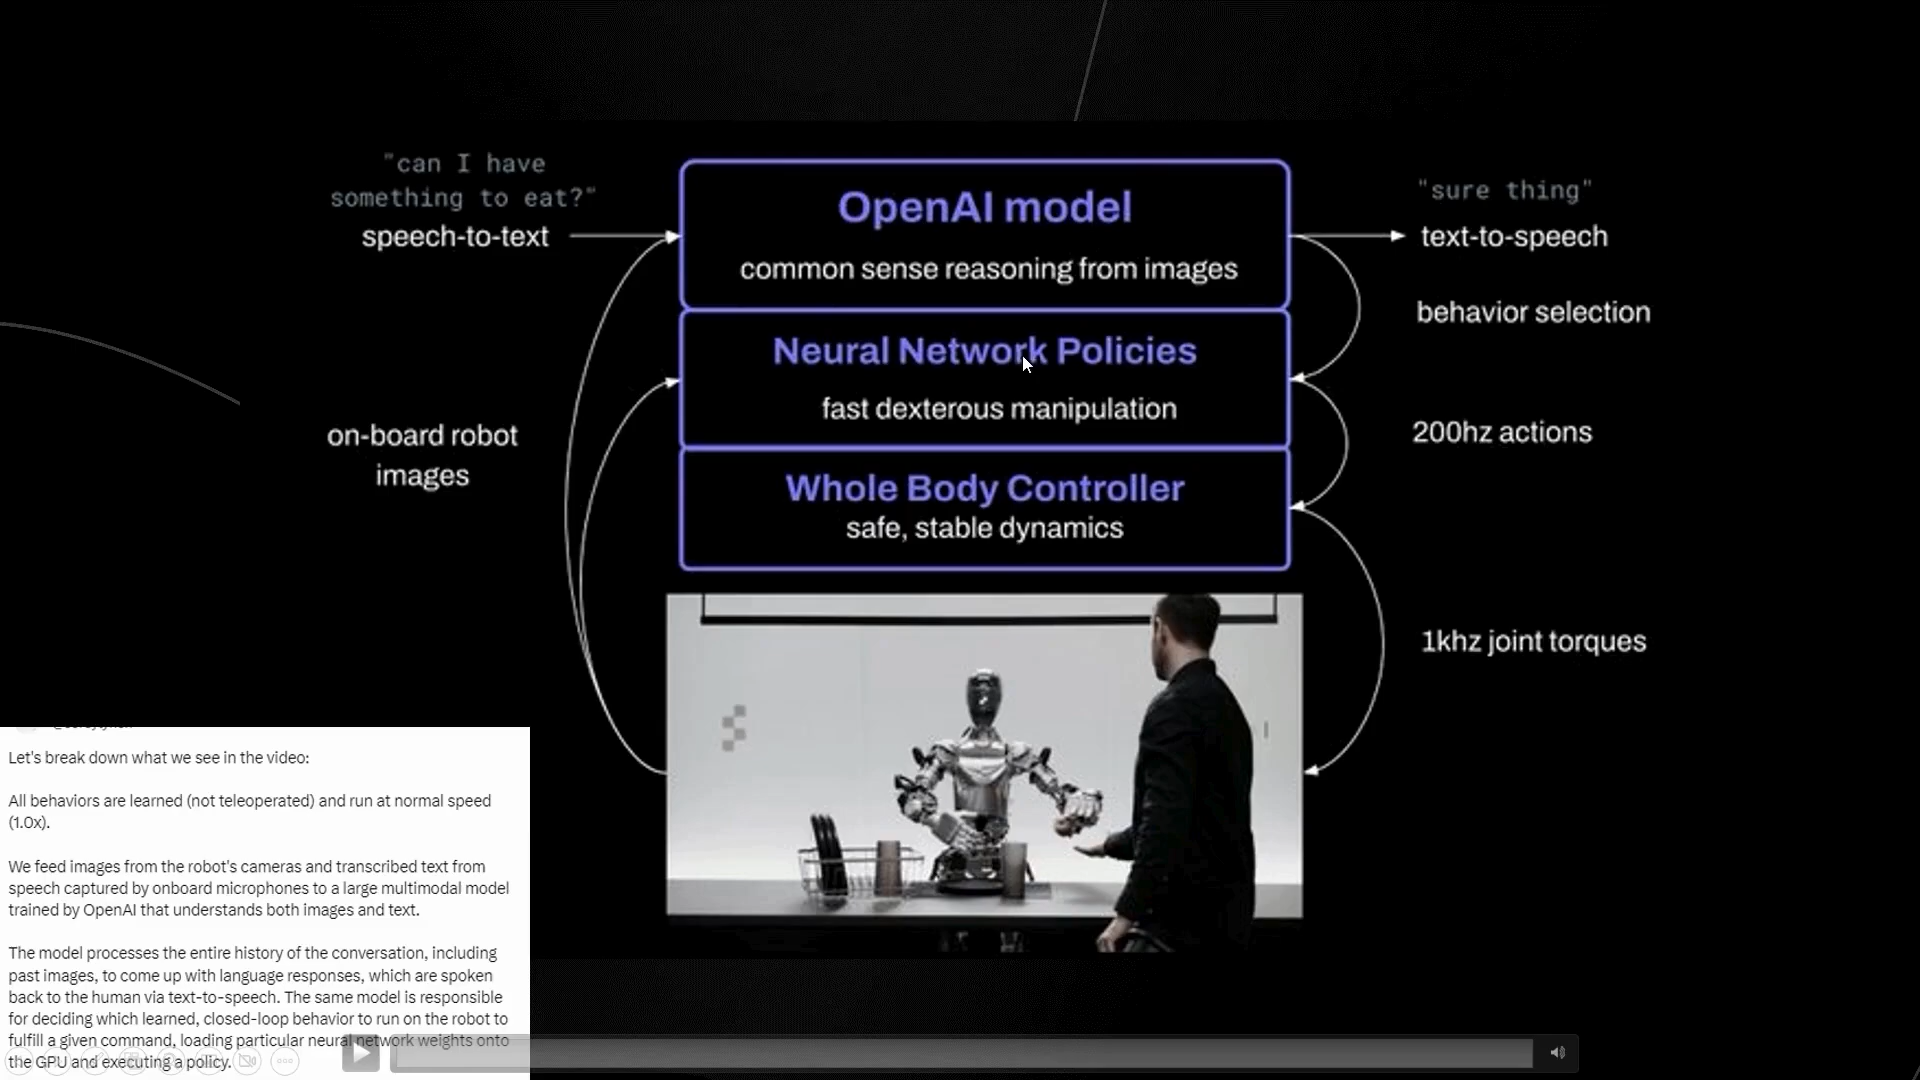 "can I have
something to eat?"
speech-to-text
on-board robot
images
OpenAI model
common sense reasoning from images
Neural Network Policies
fast dexterous manipulation
Whole Body Controller
safe, stable dynamics
"sure thing"
text-to-speech
behavior selection
200hz actions
1khz joint torques
Let's break down what we see in the video:
All behaviors are learned (not teleoperated) and run at normal speed
(1.0x).
We feed images from the robot's cameras and transcribed text from
speech captured by onboard microphones to a large multimodal model
trained by OpenAI that understands both images and text.
The model processes the entire history of the conversation, including
past images, to come up with language responses, which are spoken
back to the human via text-to-speech. The same model is responsible
for deciding which learned, closed-loop behavior to run on the robot to
fulfill a given command, loading particular neural network weights onto
the GPU and executing a policy.